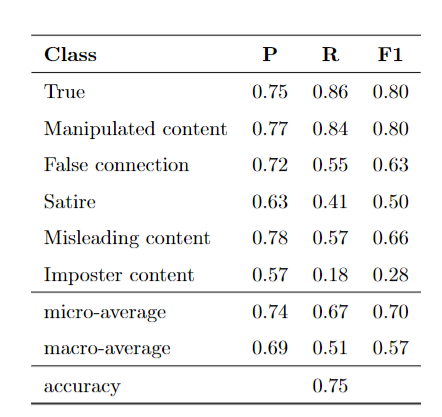 Class P R F1
True 0.75 0.86 0.80
Manipulated content 0.77 0.84 0.80
False connection 0.72 0.55 0.63
Satire 0.63 0.41 0.50
Misleading content 0.78 0.57 0.66
Imposter content 0.57 0.18 0.28
micro-average 0.74 0.67 0.70
macro-average 0.69 0.51 0.57
accuracy 0.75